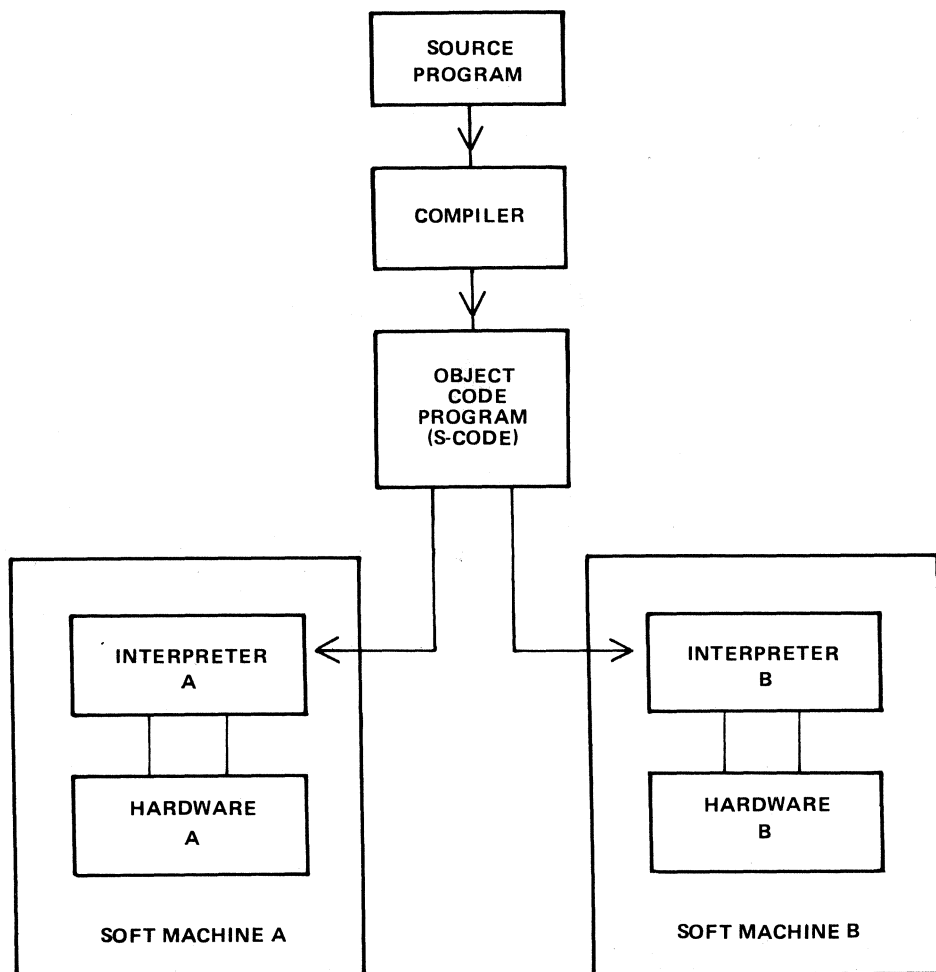 SOURCE
PROGRAM
COMPILER
OBJECT
CODE
PROGRAM
(S-CODE)
INTERPRETER
A
HARDWARE
A
SOFT MACHINE A
INTERPRETER
B
HARDWARE
B
SOFT MACHINE B